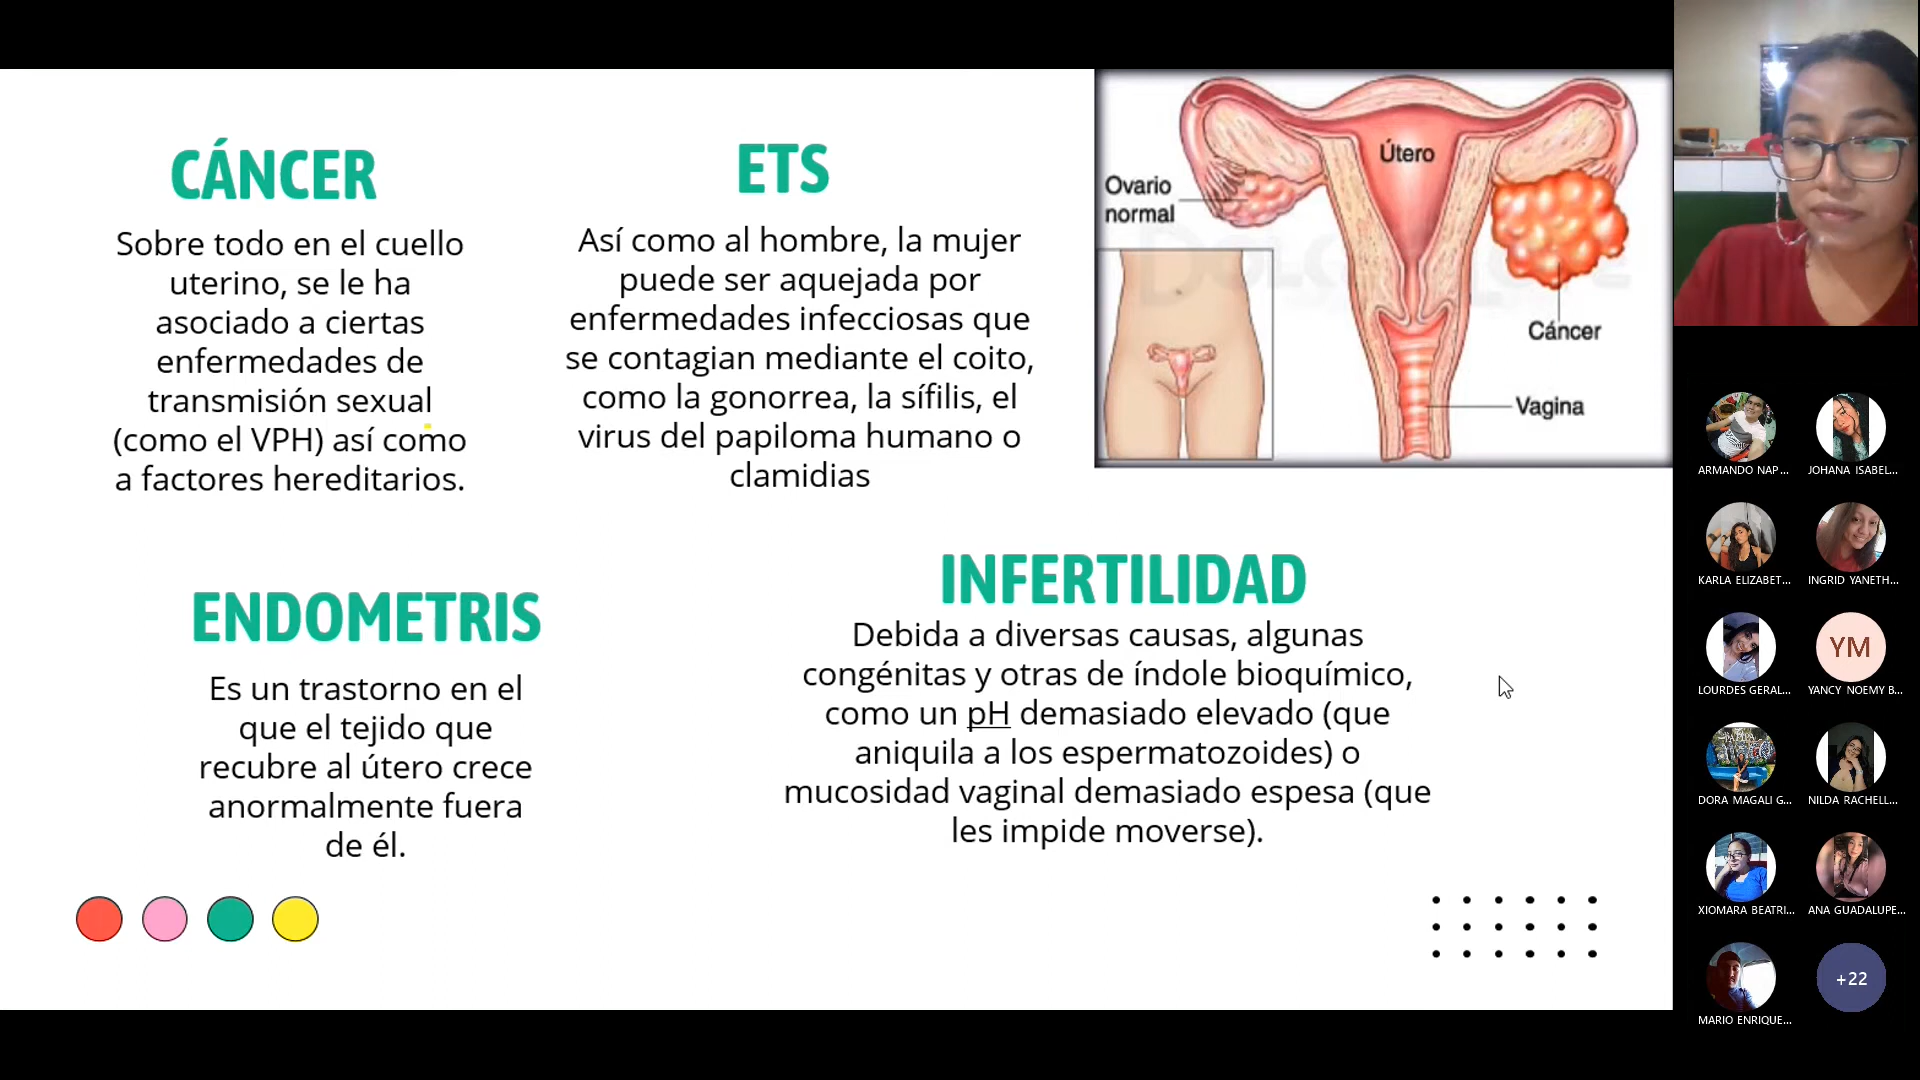 CÁNCER
Sobre todo en el cuello
uterino, se le ha
asociado a ciertas
enfermedades de
transmisión sexual
(como el VPH) así como
a factores hereditarios.
ETS
Así como al hombre, la mujer
puede ser aquejada por
enfermedades infecciosas que
se contagian mediante el coito,
como la gonorrea, la sífilis, el
virus del papiloma humano o
clamidias
Útero
Ovario
normal
Cáncer
Vagina
ENDOMETRIS
Es un trastorno en el
que el tejido que
recubre al útero crece
anormalmente fuera
de él.
INFERTILIDAD
Debida a diversas causas, algunas
congénitas y otras de índole bioquímico,
como un pH demasiado elevado (que
aniquila a los espermatozoides) o
mucosidad vaginal demasiado espesa (que
les impide moverse).
ARMANDO NAP...
JOHANA ISABEL...
KARLA ELIZABET...
INGRID YANETH...
YM
LOURDES GERAL...
YANCY NOEMY B...
DORA MAGALI G...
NILDA RACHELL...
XIOMARA BEATRI...
ANA GUADALUPE...
+22
MARIO ENRIQUE...